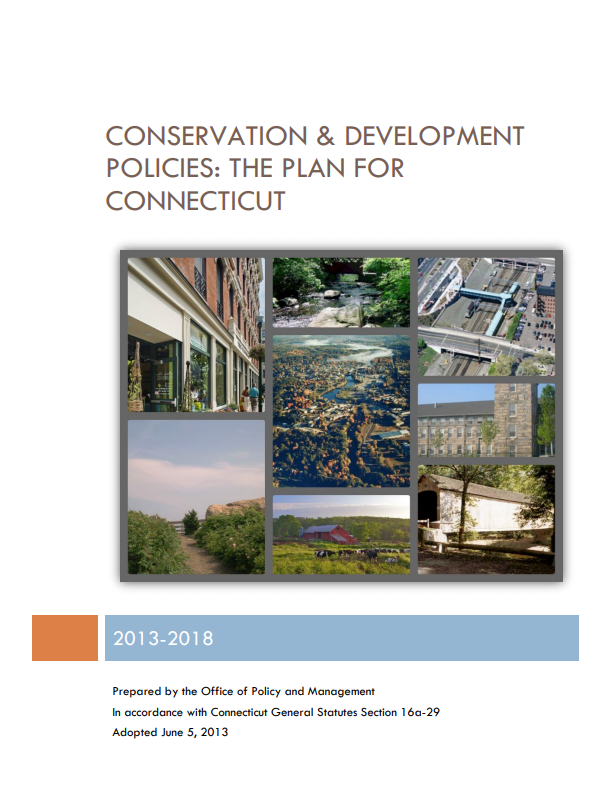 CONSERVATION & DEVELOPMENT
POLICIES: THE PLAN FOR
CONNECTICUT
2013-2018
Prepared by the Office of Policy and Management
In accordance with Connecticut General Statutes Section 16a-29
Adopted June 5, 2013